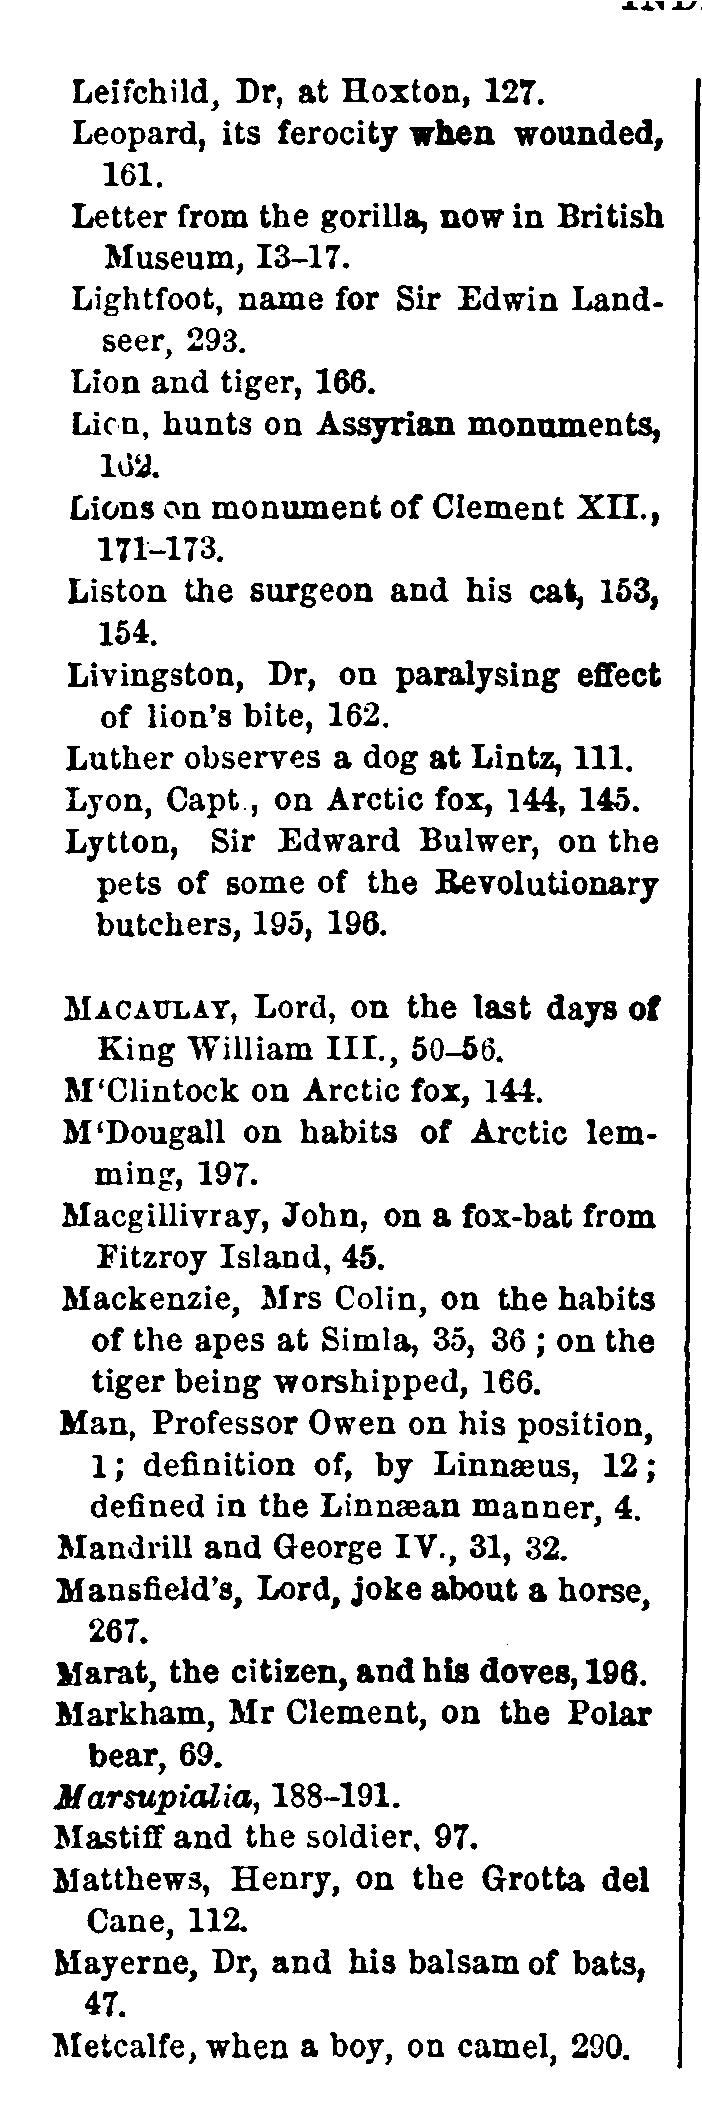 Leifchild, Dr, at Hoxton, 127.
Leopard, its ferocity when wounded,
161.
Letter from the gorilla, now in British
Museum, 13–17.
Lightfoot, name for Sir Edwin Land-
seer, 293.
Lion and tiger, 166.
Lion, hunts on Assyrian monuments,
Lions on monument of Clement XII.,
171–173.
Liston the surgeon and his cat, 153,
154.
Livingston, Dr, on paralysing effect
of lion's bite, 162.
Luther observes a dog at Lintz, 111.
Lyon, Capt., on Arctic fox, 144, 145.
Lytton, Sir Edward Bulwer, on the
pets of some of the Revolutionary
butchers, 195, 196.
MACAULAY, Lord, on the last days of
King William III., 50–56.
M‘Clintock on Arctic fox, 144.
M‘Dougall on habits of Arctic lem-
ming, 197.
Macgillivray, John, on a fox-bat from
Fitzroy Island, 45.
Mackenzie, Mrs Colin, on the habits
of the apes at Simla, 35, 36 ; on the
tiger being worshipped, 166.
Man, Professor Owen on his position,
1; definition of, by Linnæus, 12;
defined in the Linnæan manner, 4.
Mandrill and George IV., 31, 32.
Mansfield's, Lord, joke about a horse,
267.
Marat, the citizen, and his doves, 196.
Markham, Mr Clement, on the Polar
bear, 69.
Marsupialia, 188–191.
Mastiff and the soldier, 97.
Matthews, Henry, on the Grotta del
Cane, 112.
Mayerne, Dr, and his balsam of bats,
47.
Metcalfe, when a boy, on camel, 290.